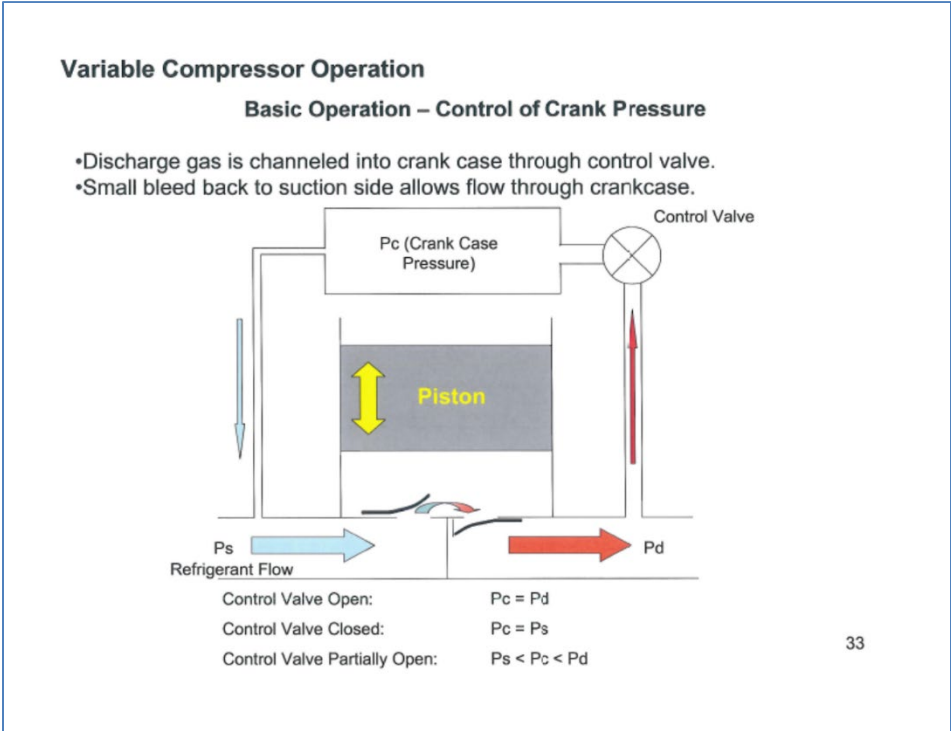 Variable Compressor Operation
Basic Operation – Control of Crank Pressure
•Discharge gas is channeled into crank case through control valve.
•Small bleed back to suction side allows flow through crankcase.
Control Valve
Pc (Crank Case
Pressure)
Piston
Ps
Refrigerant Flow
Pd
Control Valve Open: Pc = Pd
Control Valve Closed: Pc = Ps
Control Valve Partially Open: Ps < Pc < Pd
33